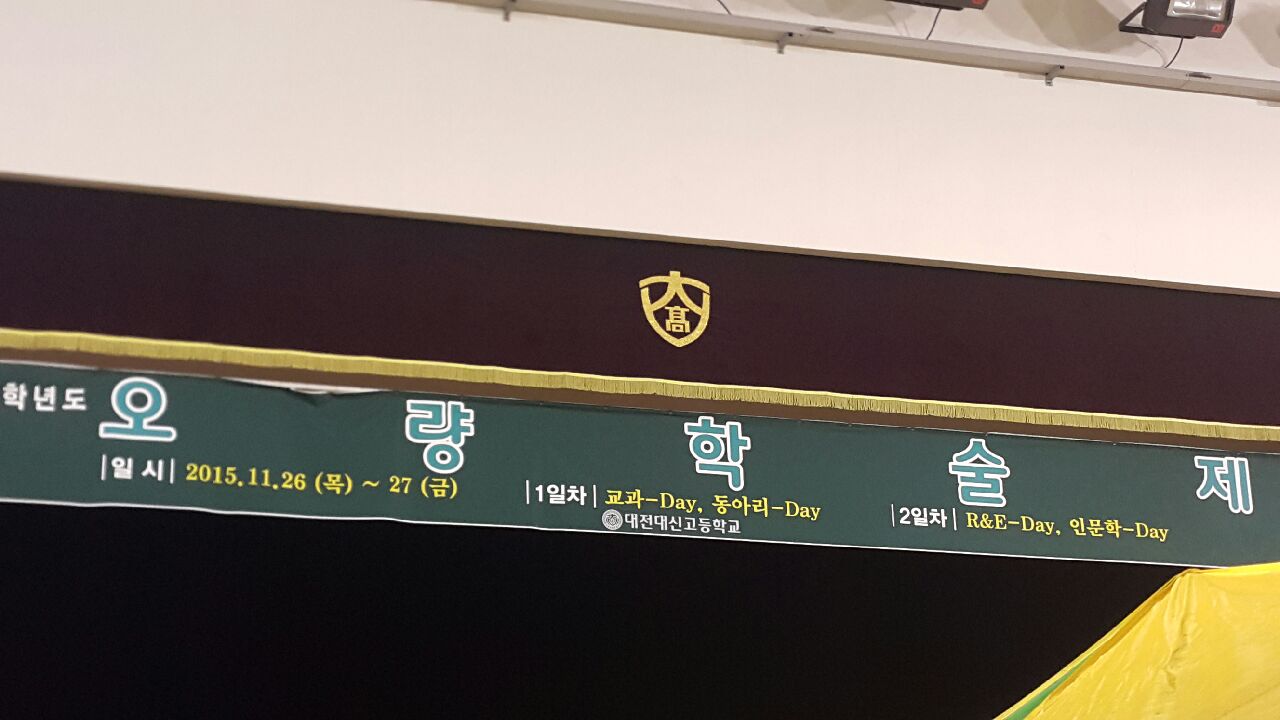 大高
학년도 오량학술제
|일 시| 2015.11.26 (목) ~ 27 (금)
|1일차| 교과-Day, 동아리-Day
|2일차| R&E-Day, 인문학-Day
대전대신고등학교